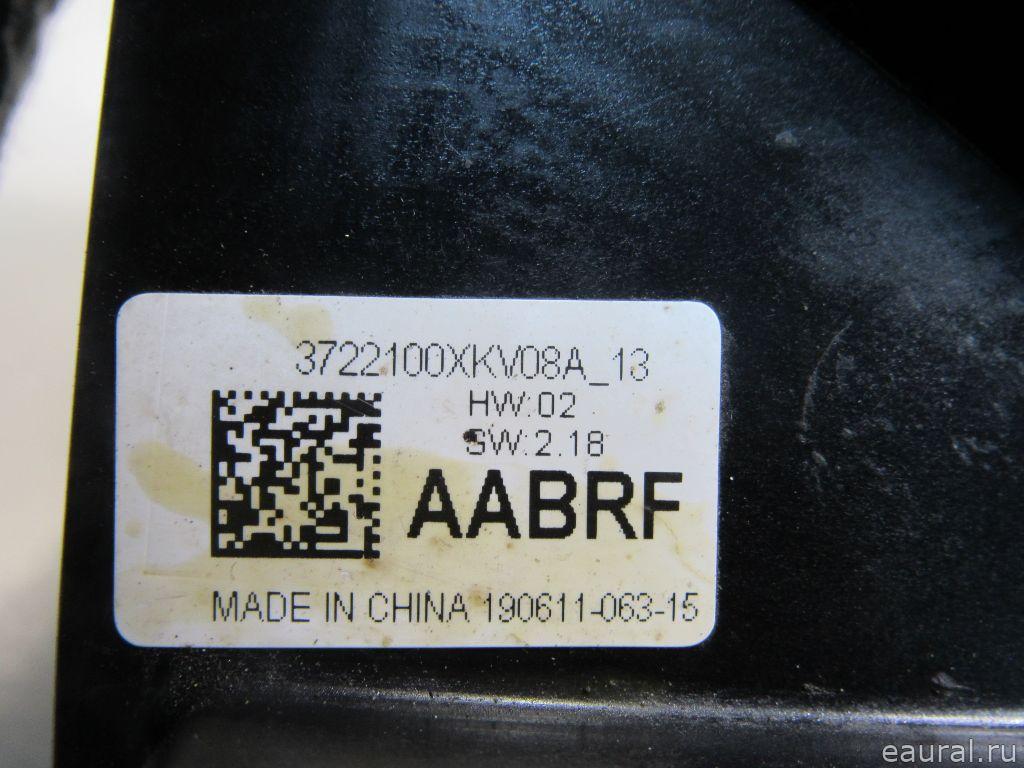 3722100XKV08A_13
HW:02
SW:2.18
AABRF
MADE IN CHINA 190611-063-15
eaural.ru